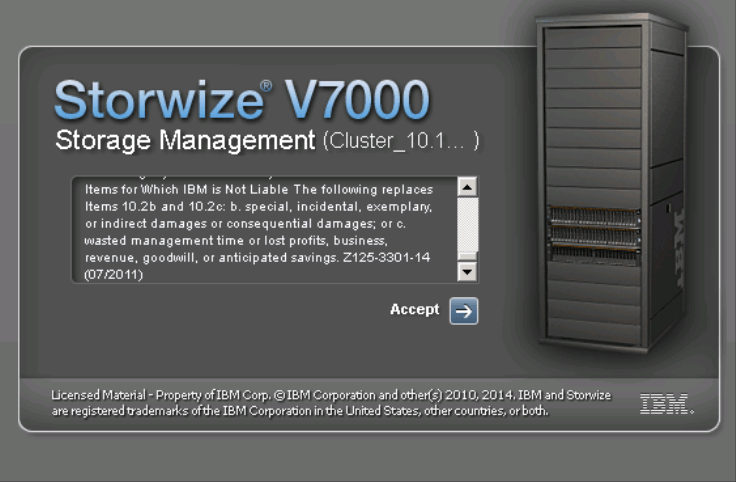 Storwize® V7000
Storage Management (Cluster_10.1... )
Items for Which IBM is Not Liable The following replaces
Items 10.2b and 10.2c: b. special, incidental, exemplary,
or indirect damages or consequential damages; or c.
wasted management time or lost profits, business,
revenue, goodwill, or anticipated savings. Z125-3301-14
(07/2011)
Accept
Licensed Material - Property of IBM Corp. © IBM Corporation and other(s) 2010, 2014. IBM and Storwize
are registered trademarks of the IBM Corporation in the United States, other countries, or both.
IBM.
IBM